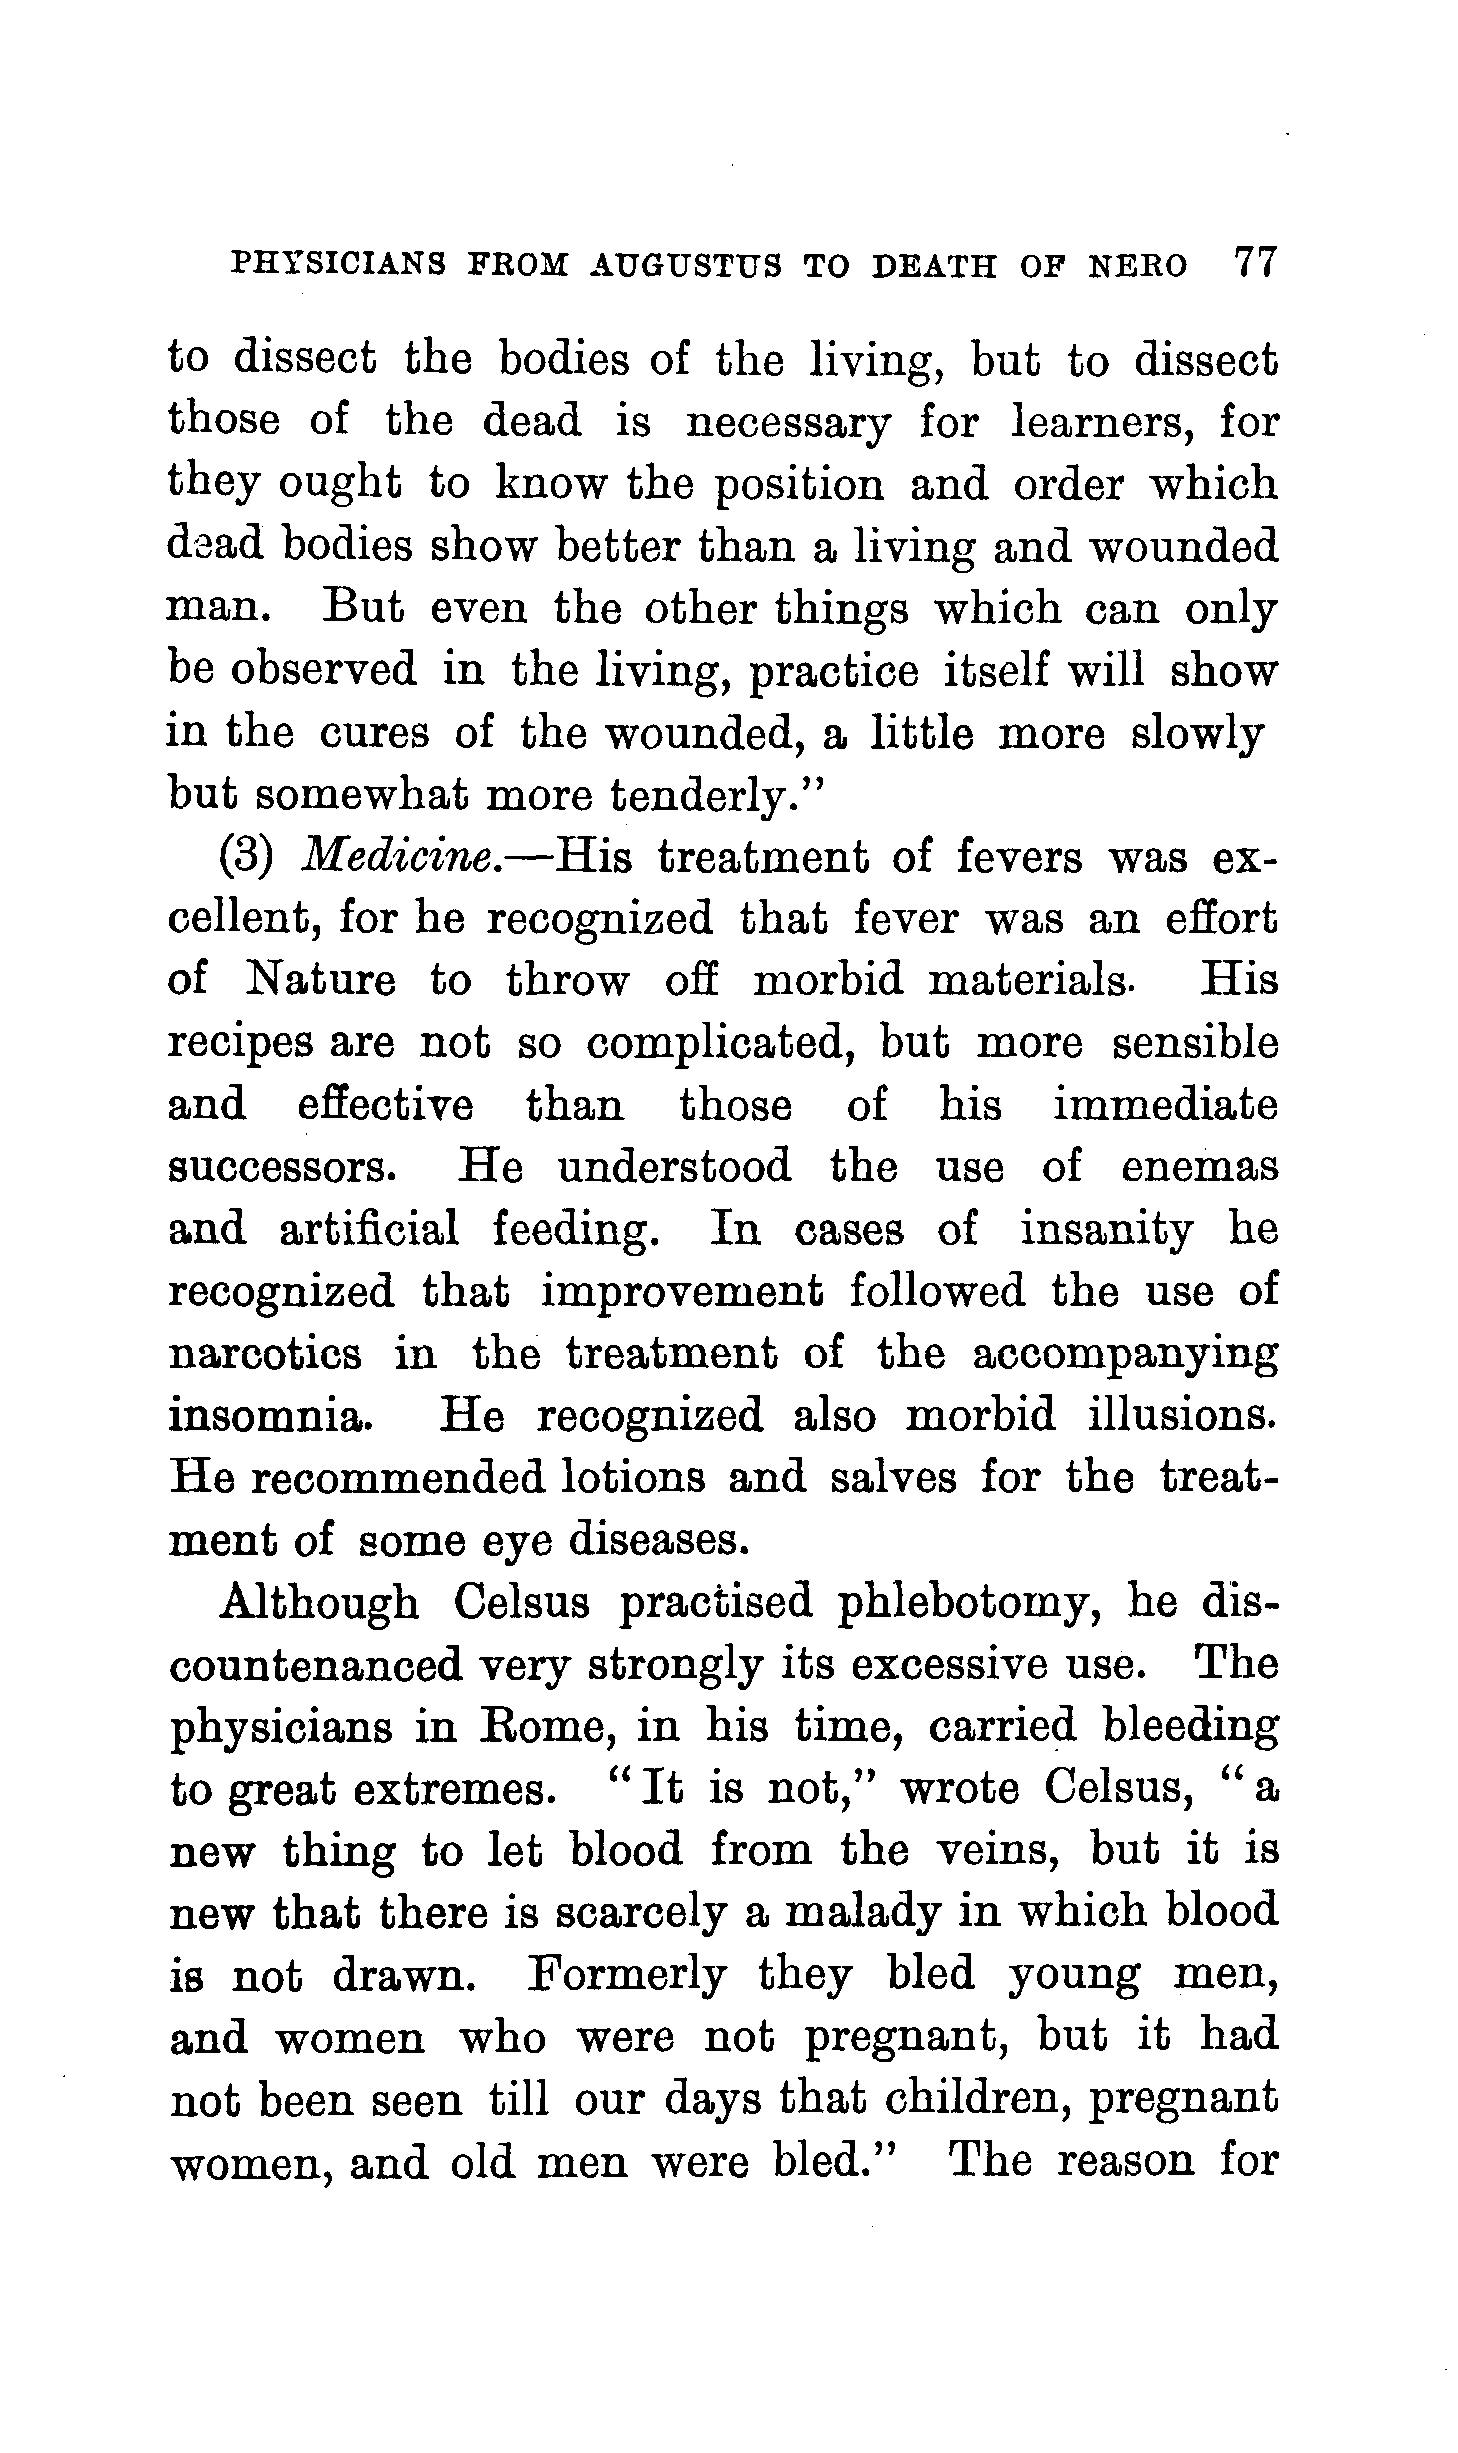 PHYSICIANS FROM AUGUSTUS TO DEATH OF NERO 77
to dissect the bodies of the living, but to dissect
those of the dead is necessary for learners, for
they ought to know the position and order which
dead bodies show better than a living and wounded
man. But even the other things which can only
be observed in the living, practice itself will show
in the cures of the wounded, a little more slowly
but somewhat more tenderly."
(3) Medicine.—His treatment of fevers was ex-
cellent, for he recognized that fever was an effort
of Nature to throw off morbid materials. His
recipes are not so complicated, but more sensible
and effective than those of his immediate
successors. He understood the use of enemas
and artificial feeding. In cases of insanity he
recognized that improvement followed the use of
narcotics in the treatment of the accompanying
insomnia. He recognized also morbid illusions.
He recommended lotions and salves for the treat-
ment of some eye diseases.
Although Celsus practised phlebotomy, he dis-
countenanced very strongly its excessive use. The
physicians in Rome, in his time, carried bleeding
to great extremes. "It is not," wrote Celsus, "a
new thing to let blood from the veins, but it is
new that there is scarcely a malady in which blood
is not drawn. Formerly they bled young men,
and women who were not pregnant, but it had
not been seen till our days that children, pregnant
women, and old men were bled." The reason for